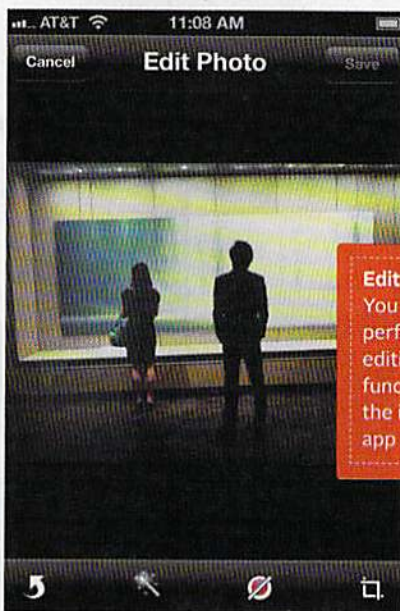 AT&T 11:08 AM
Cancel Edit Photo Save
Edit
You
perf
editi
func
the i
app